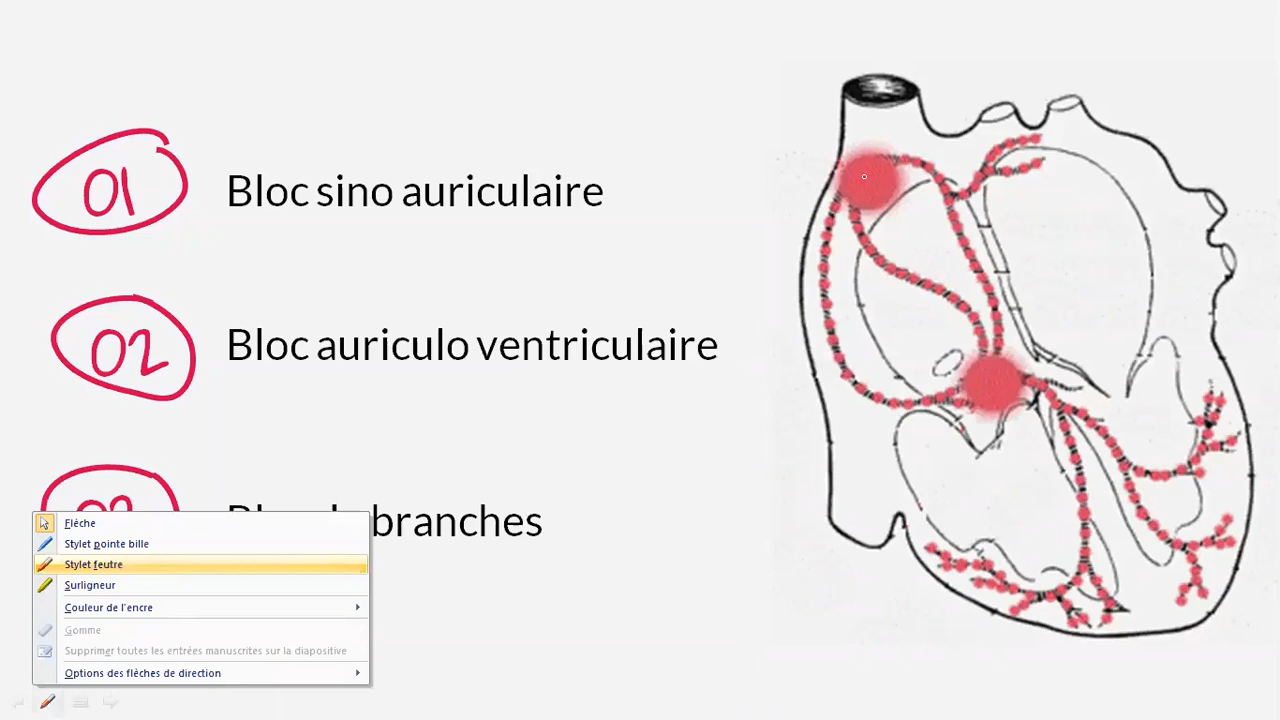 01 Bloc sino auriculaire
02 Bloc auriculo ventriculaire
branches
Flèche
Stylet pointe bille
Stylet feutre
Surligneur
Couleur de l'encre
Gomme
Supprimer toutes les entrées manuscrites sur la diapositive
Options des flèches de direction